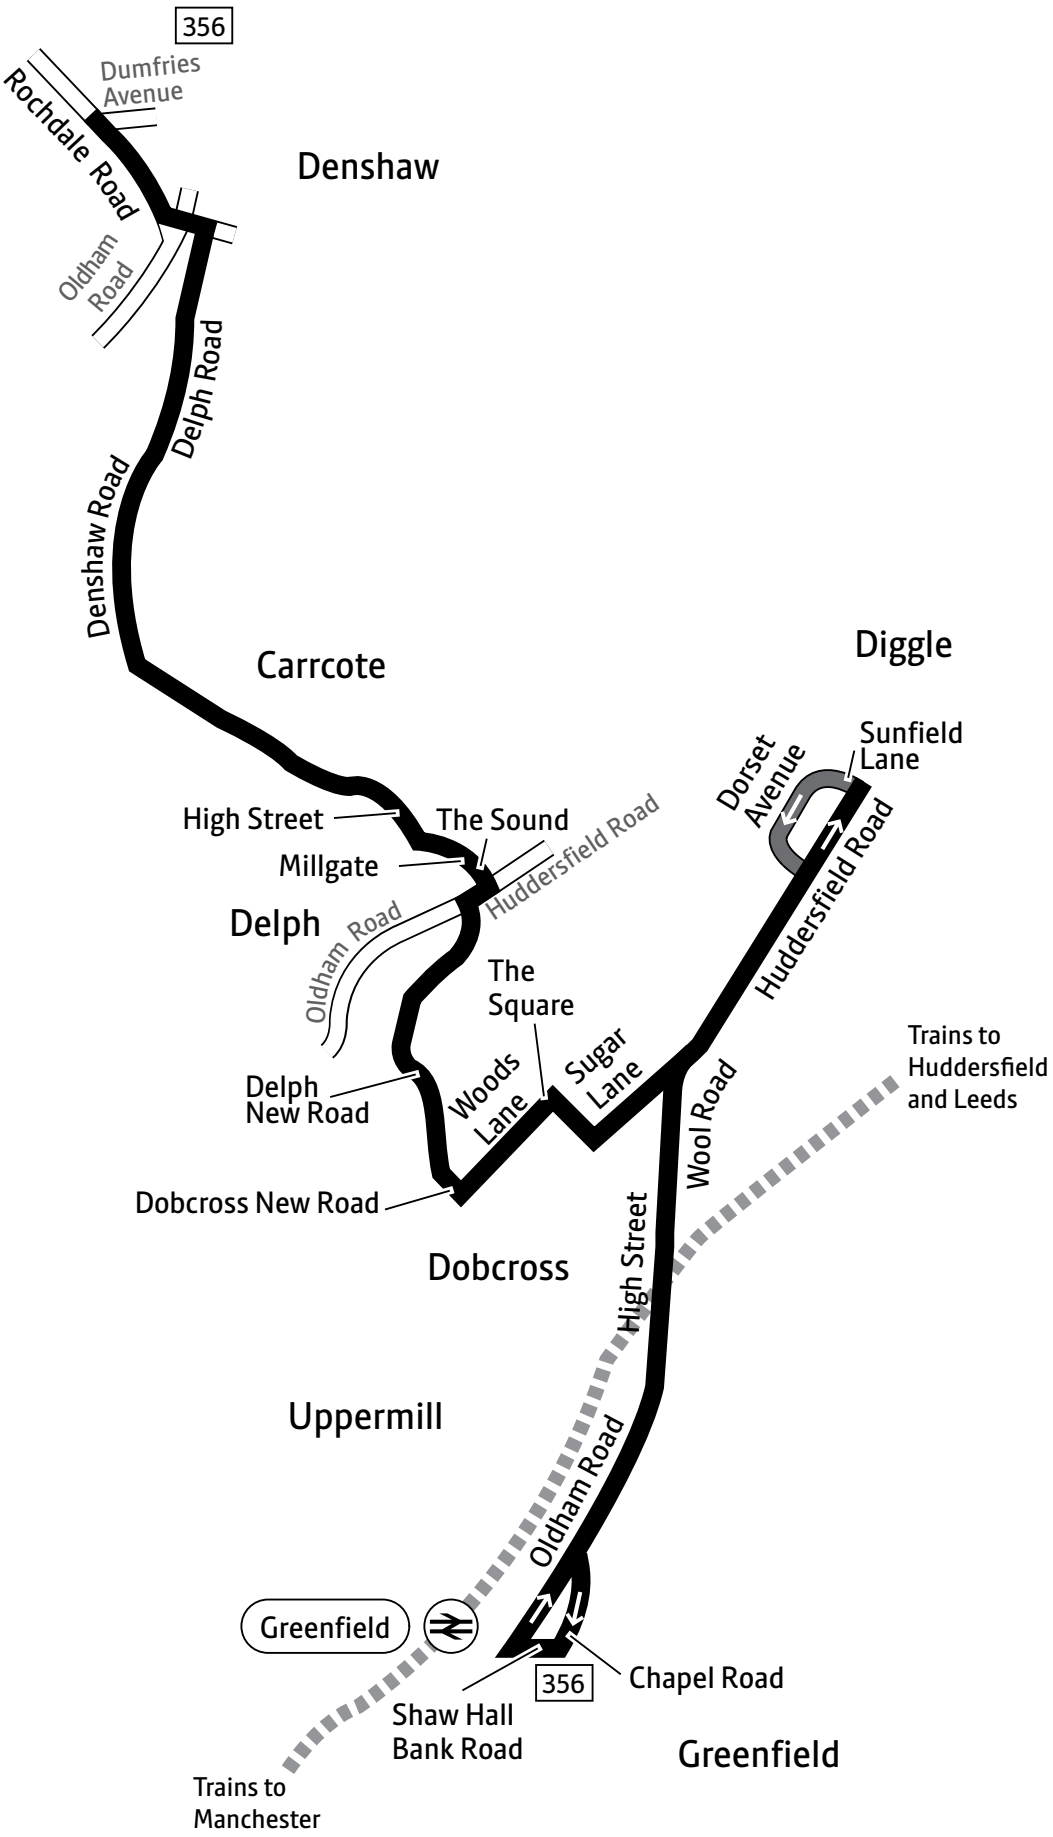 356
Dumfries
Avenue
Rochdale Road
Denshaw
Oldham
Road
Delph Road
Denshaw Road
Carrcote
Diggle
Sunfield
Lane
Dorset
Avenue
High Street
The Sound
Huddersfield Road
Millgate
Huddersfield Road
Delph
Oldham Road
The
Square
Sugar
Lane
Trains to
Huddersfield
and Leeds
Woods
Lane
Delph
New Road
Wool Road
Dobcross New Road
High Street
Dobcross
Uppermill
Oldham Road
Greenfield
Chapel Road
356
Shaw Hall
Bank Road
Greenfield
Trains to
Manchester